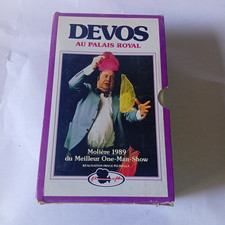 DEVOS
AU PALAIS ROYAL
Molière 1989
du Meilleur One-Man-Show